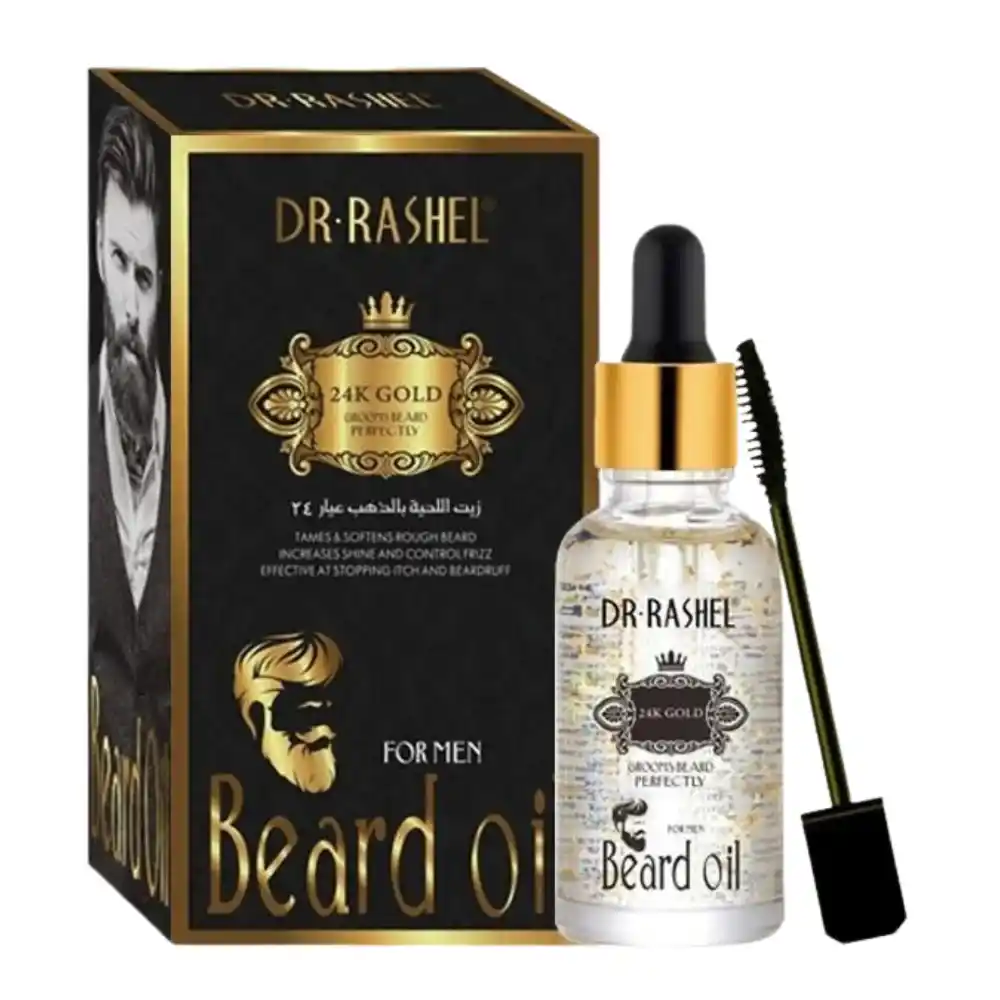 DR·RASHEL
DR·RASHEL®
24K GOLD
GROOMS BEARD
PERFECTLY
زيت اللحية بالذهب عيار ٢٤
TAMES & SOFTENS ROUGH BEARD
INCREASES SHINE AND CONTROL FRIZZ
EFFECTIVE AT STOPPING ITCH AND BEARDRUFF
FOR MEN
Beard oi
Beard Oil
DR·RASHEL®
24K GOLD
GROOMS BEARD
PERFECTLY
FOR MEN
Beard oil